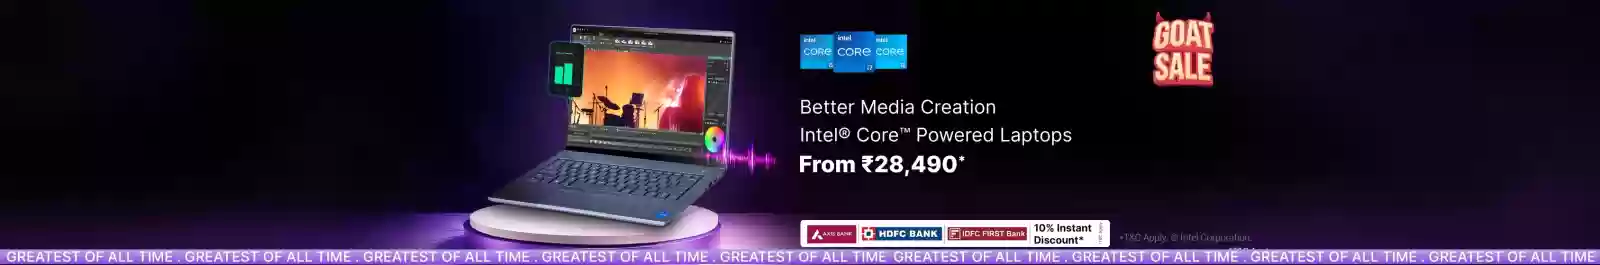 GOAT
SALE
intel
CORE
i5
intel
CORE
i7
intel
CORE
Better Media Creation
Intel® Core™ Powered Laptops
From ₹28,490*
AXIS BANK
HDFC BANK
IDFC FIRST Bank
10% Instant
Discount*
*T&C Apply. © Intel Corporation.
GREATEST OF ALL TIME . GREATEST OF ALL TIME . GREATEST OF ALL TIME . GREATEST OF ALL TIME . GREATEST OF ALL TIME . GREATEST OF ALL TIME . GREATEST OF ALL TIME . GREATEST OF ALL TIME . GREATEST OF ALL TIME